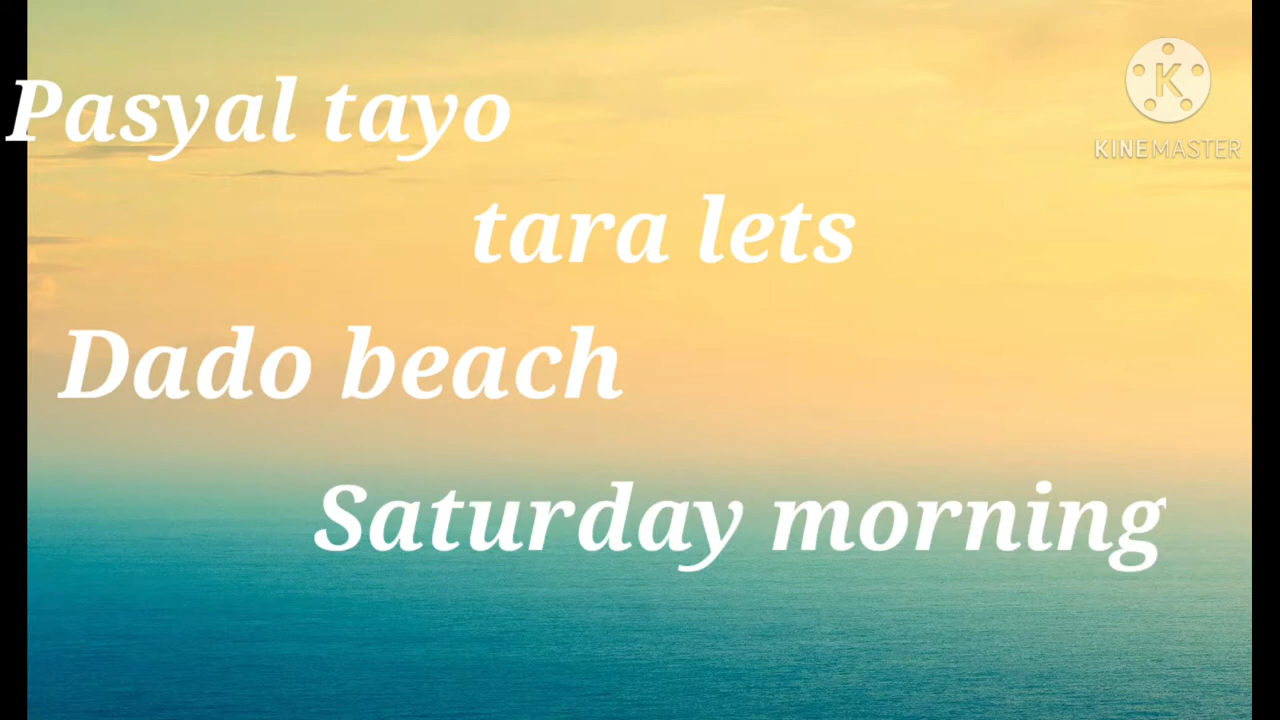 Pasyal tayo
K
KINEMASTER
tara lets
Dado beach
Saturday morning